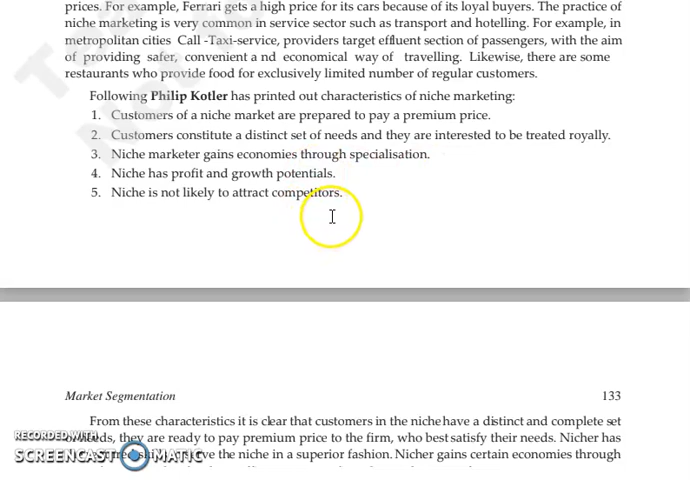 prices. For example, Ferrari gets a high price for its cars because of its loyal buyers. The practice of
niche marketing is very common in service sector such as transport and hotelling. For example, in
metropolitan cities Call -Taxi-service, providers target effluent section of passengers, with the aim
of providing safer, convenient a nd economical way of travelling. Likewise, there are some
restaurants who provide food for exclusively limited number of regular customers.
Following Philip Kotler has printed out characteristics of niche marketing:
1. Customers of a niche market are prepared to pay a premium price.
2. Customers constitute a distinct set of needs and they are interested to be treated royally.
3. Niche marketer gains economies through specialisation.
4. Niche has profit and growth potentials.
5. Niche is not likely to attract competitors.
Market Segmentation 133
From these characteristics it is clear that customers in the niche have a distinct and complete set
needs, they are ready to pay premium price to the firm, who best satisfy their needs. Nicher has
the niche in a superior fashion. Nicher gains certain economies through
RECORDED WITH
SCREENCAST MATIC